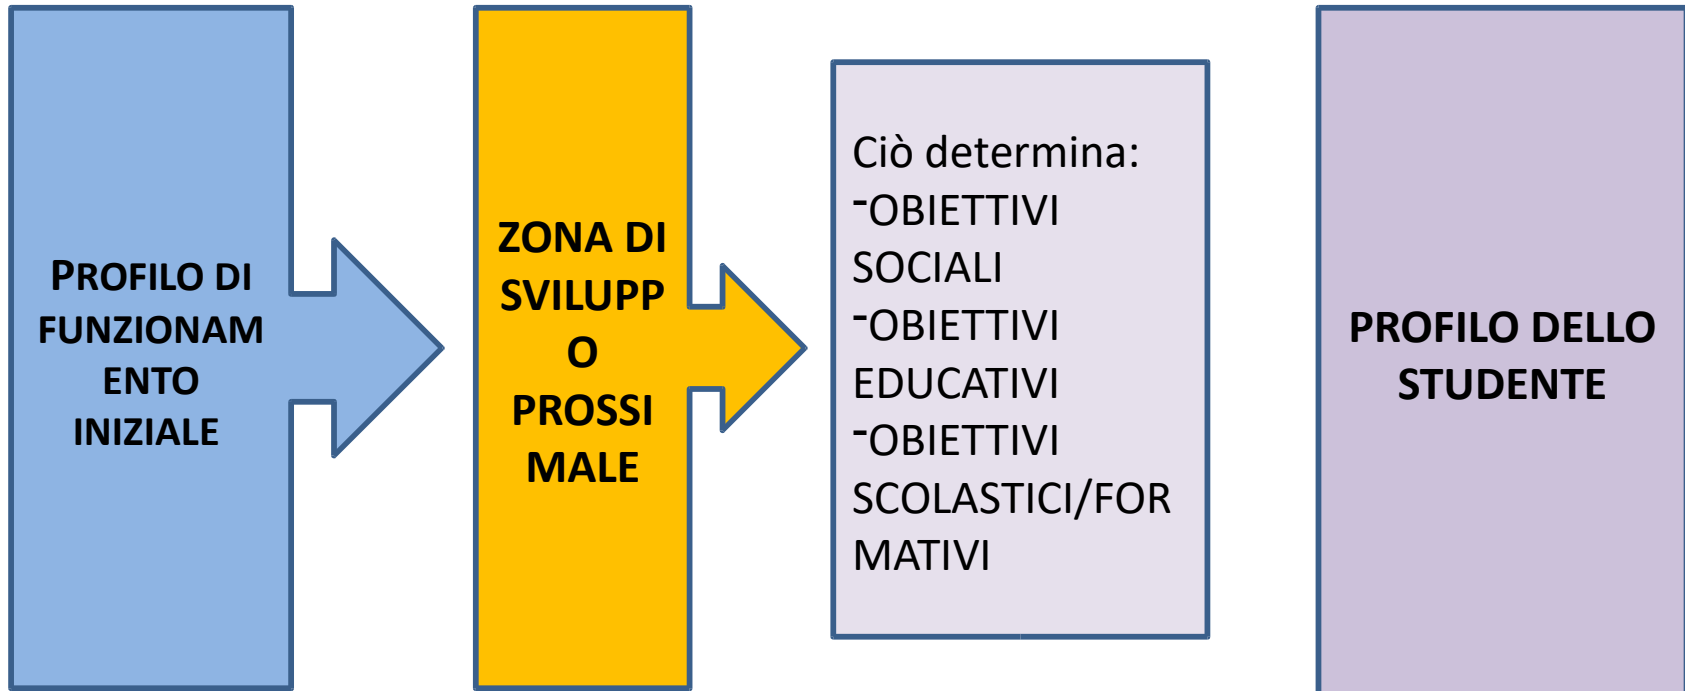 PROFILO DI
FUNZIONAM
ENTO
INIZIALE
ZONA DI
SVILUPP
O
PROSSI
MALE
Ciò determina:
-OBIETTIVI
SOCIALI
-OBIETTIVI
EDUCATIVI
-OBIETTIVI
SCOLASTICI/FOR
MATIVI
PROFILO DELLO
STUDENTE